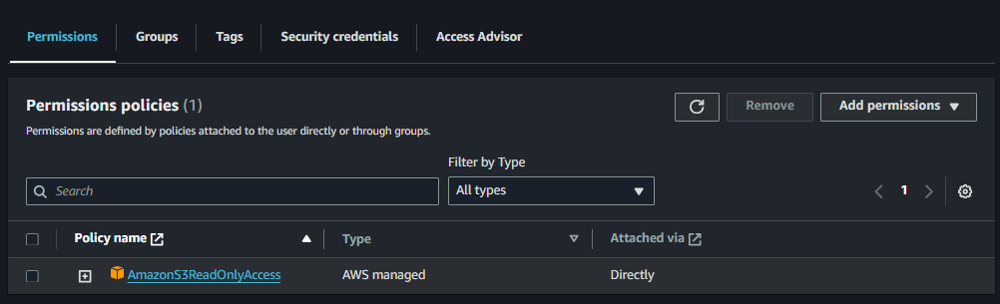 Permissions Groups Tags Security credentials Access Advisor
Permissions policies (1)
Remove
Add permissions
Permissions are defined by policies attached to the user directly or through groups.
Filter by Type
Search
All types
1
Policy name Type Attached via
AmazonS3ReadOnlyAccess AWS managed Directly